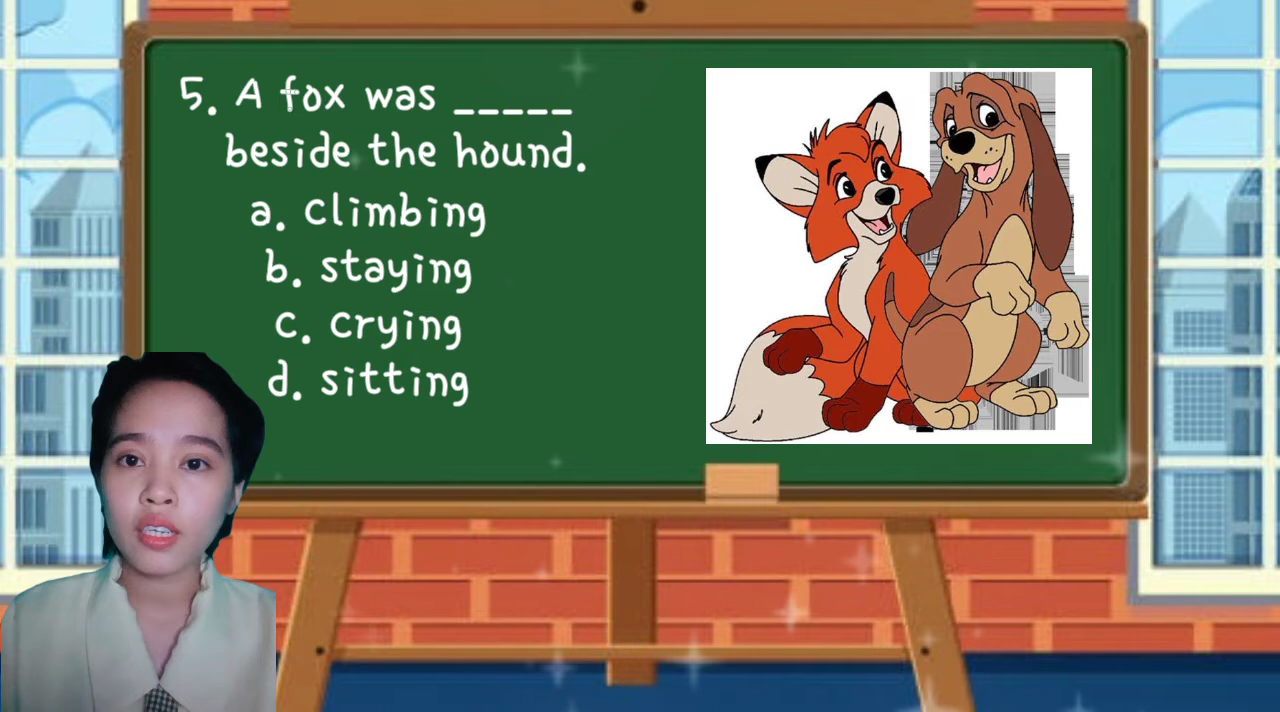 5. A fox was _____
beside the hound.
a. climbing
b. staying
c. crying
d. sitting